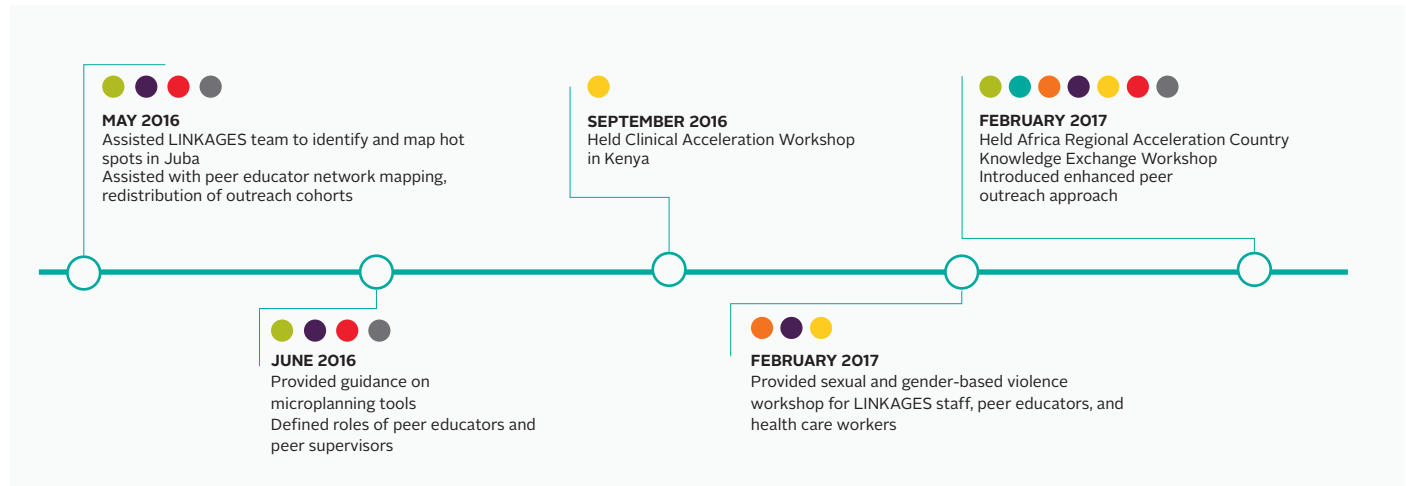 MAY 2016
Assisted LINKAGES team to identify and map hot
spots in Juba
Assisted with peer educator network mapping,
redistribution of outreach cohorts
JUNE 2016
Provided guidance on
microplanning tools
Defined roles of peer educators and
peer supervisors
SEPTEMBER 2016
Held Clinical Acceleration Workshop
in Kenya
FEBRUARY 2017
Provided sexual and gender-based violence
workshop for LINKAGES staff, peer educators, and
health care workers
FEBRUARY 2017
Held Africa Regional Acceleration Country
Knowledge Exchange Workshop
Introduced enhanced peer
outreach approach